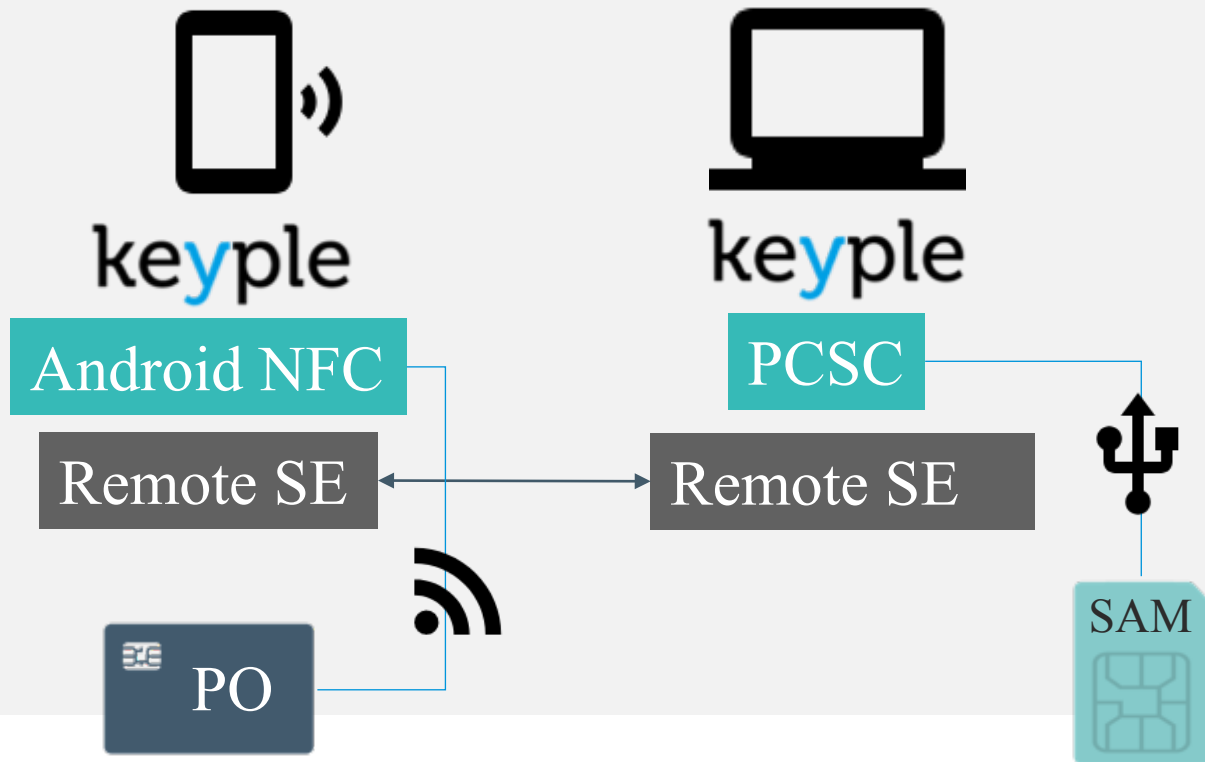 keyple
Android NFC
Remote SE
PO
keyple
PCSC
Remote SE
SAM